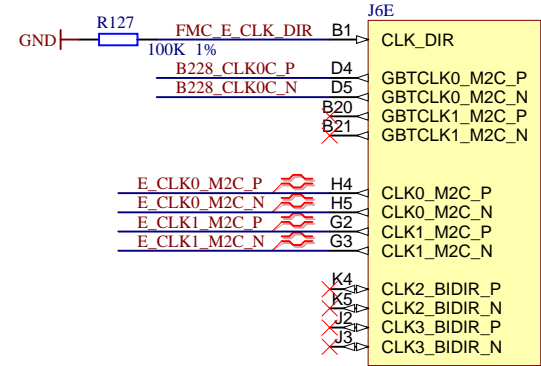 J6E
R127
GND
FMC_E_CLK_DIR B1 CLK_DIR
100K 1%
B228_CLK0C_P D4 GBTCLK0_M2C_P
B228_CLK0C_N D5 GBTCLK0_M2C_N
B20 GBTCLK1_M2C_P
B21 GBTCLK1_M2C_N
E_CLK0_M2C_P H4 CLK0_M2C_P
E_CLK0_M2C_N H5 CLK0_M2C_N
E_CLK1_M2C_P G2 CLK1_M2C_P
E_CLK1_M2C_N G3 CLK1_M2C_N
K4 CLK2_BIDIR_P
K5 CLK2_BIDIR_N
J2 CLK3_BIDIR_P
J3 CLK3_BIDIR_N